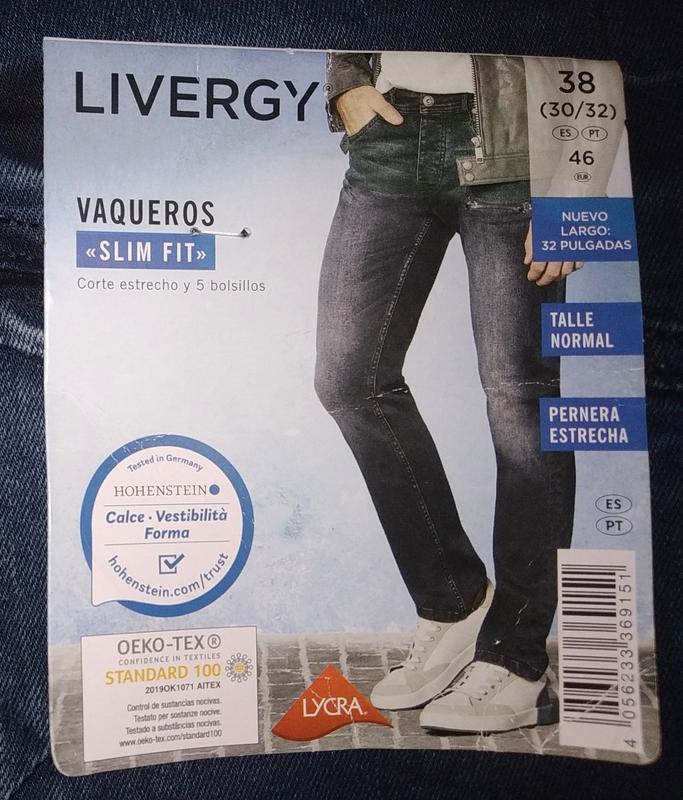 LIVERGY®
38
(30/32)
ES PT
46
EUR
NUEVO
LARGO:
32 PULGADAS
VAQUEROS
«SLIM FIT»
Corte estrecho y 5 bolsillos
TALLE
NORMAL
PERNERA
ESTRECHA
ES
PT
Tested in Germany
HOHENSTEIN
Calce · Vestibilità
Forma
hohenstein.com/trust
OEKO-TEX®
CONFIDENCE IN TEXTILES
STANDARD 100
2019OK1071 AITEX
Control de sustancias nocivas.
Testato per sostanze nocive.
Testado a substâncias nocivas.
www.oeko-tex.com/standard100
LYCRA®
4 056233 369151